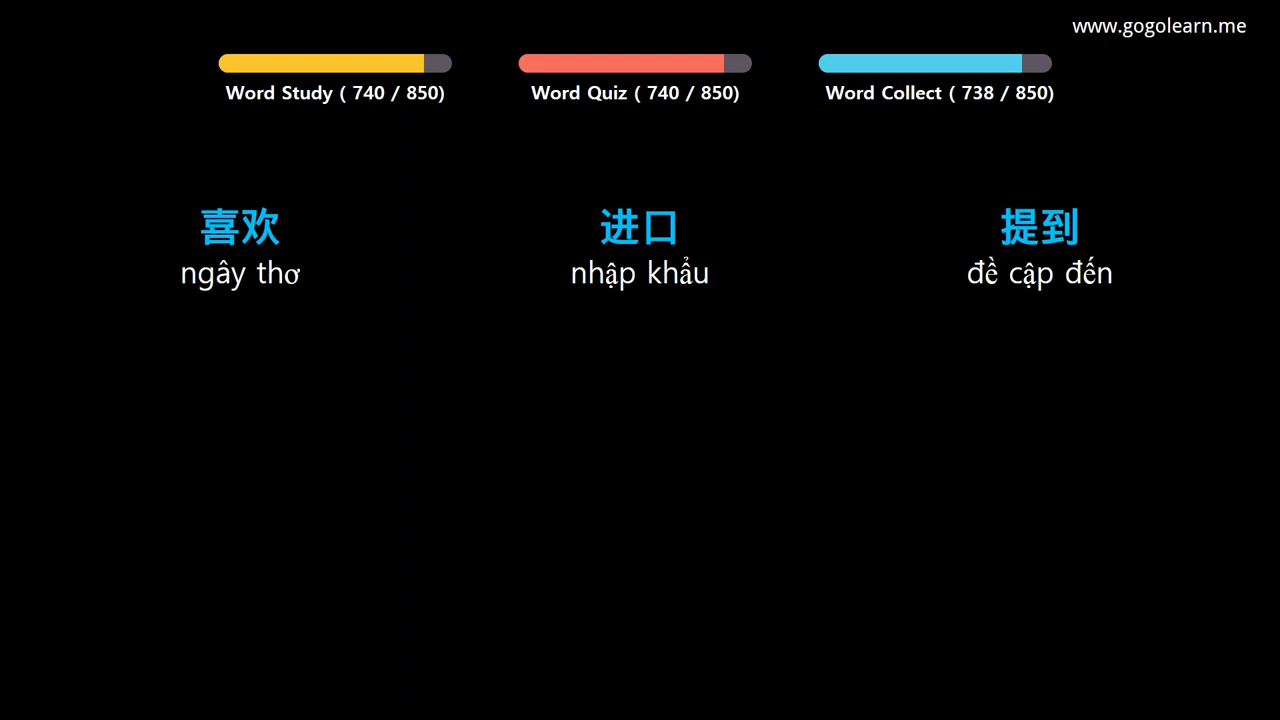 www.gogolearn.me
Word Study ( 740 / 850)
Word Quiz ( 740 / 850)
Word Collect ( 738 / 850)
喜欢
ngây thơ
进口
nhập khẩu
提到
đề cập đến